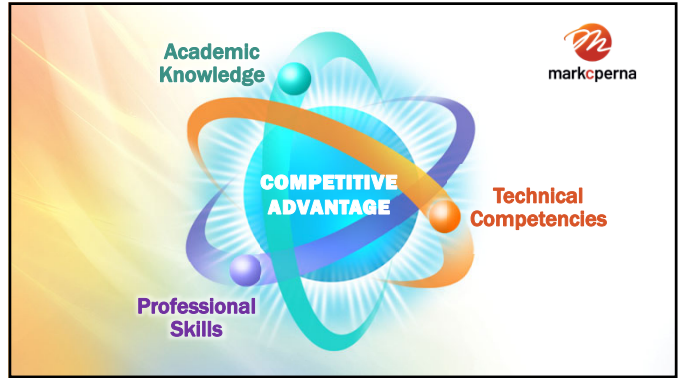 Academic
Knowledge
markcperna
COMPETITIVE
ADVANTAGE
Technical
Competencies
Professional
Skills